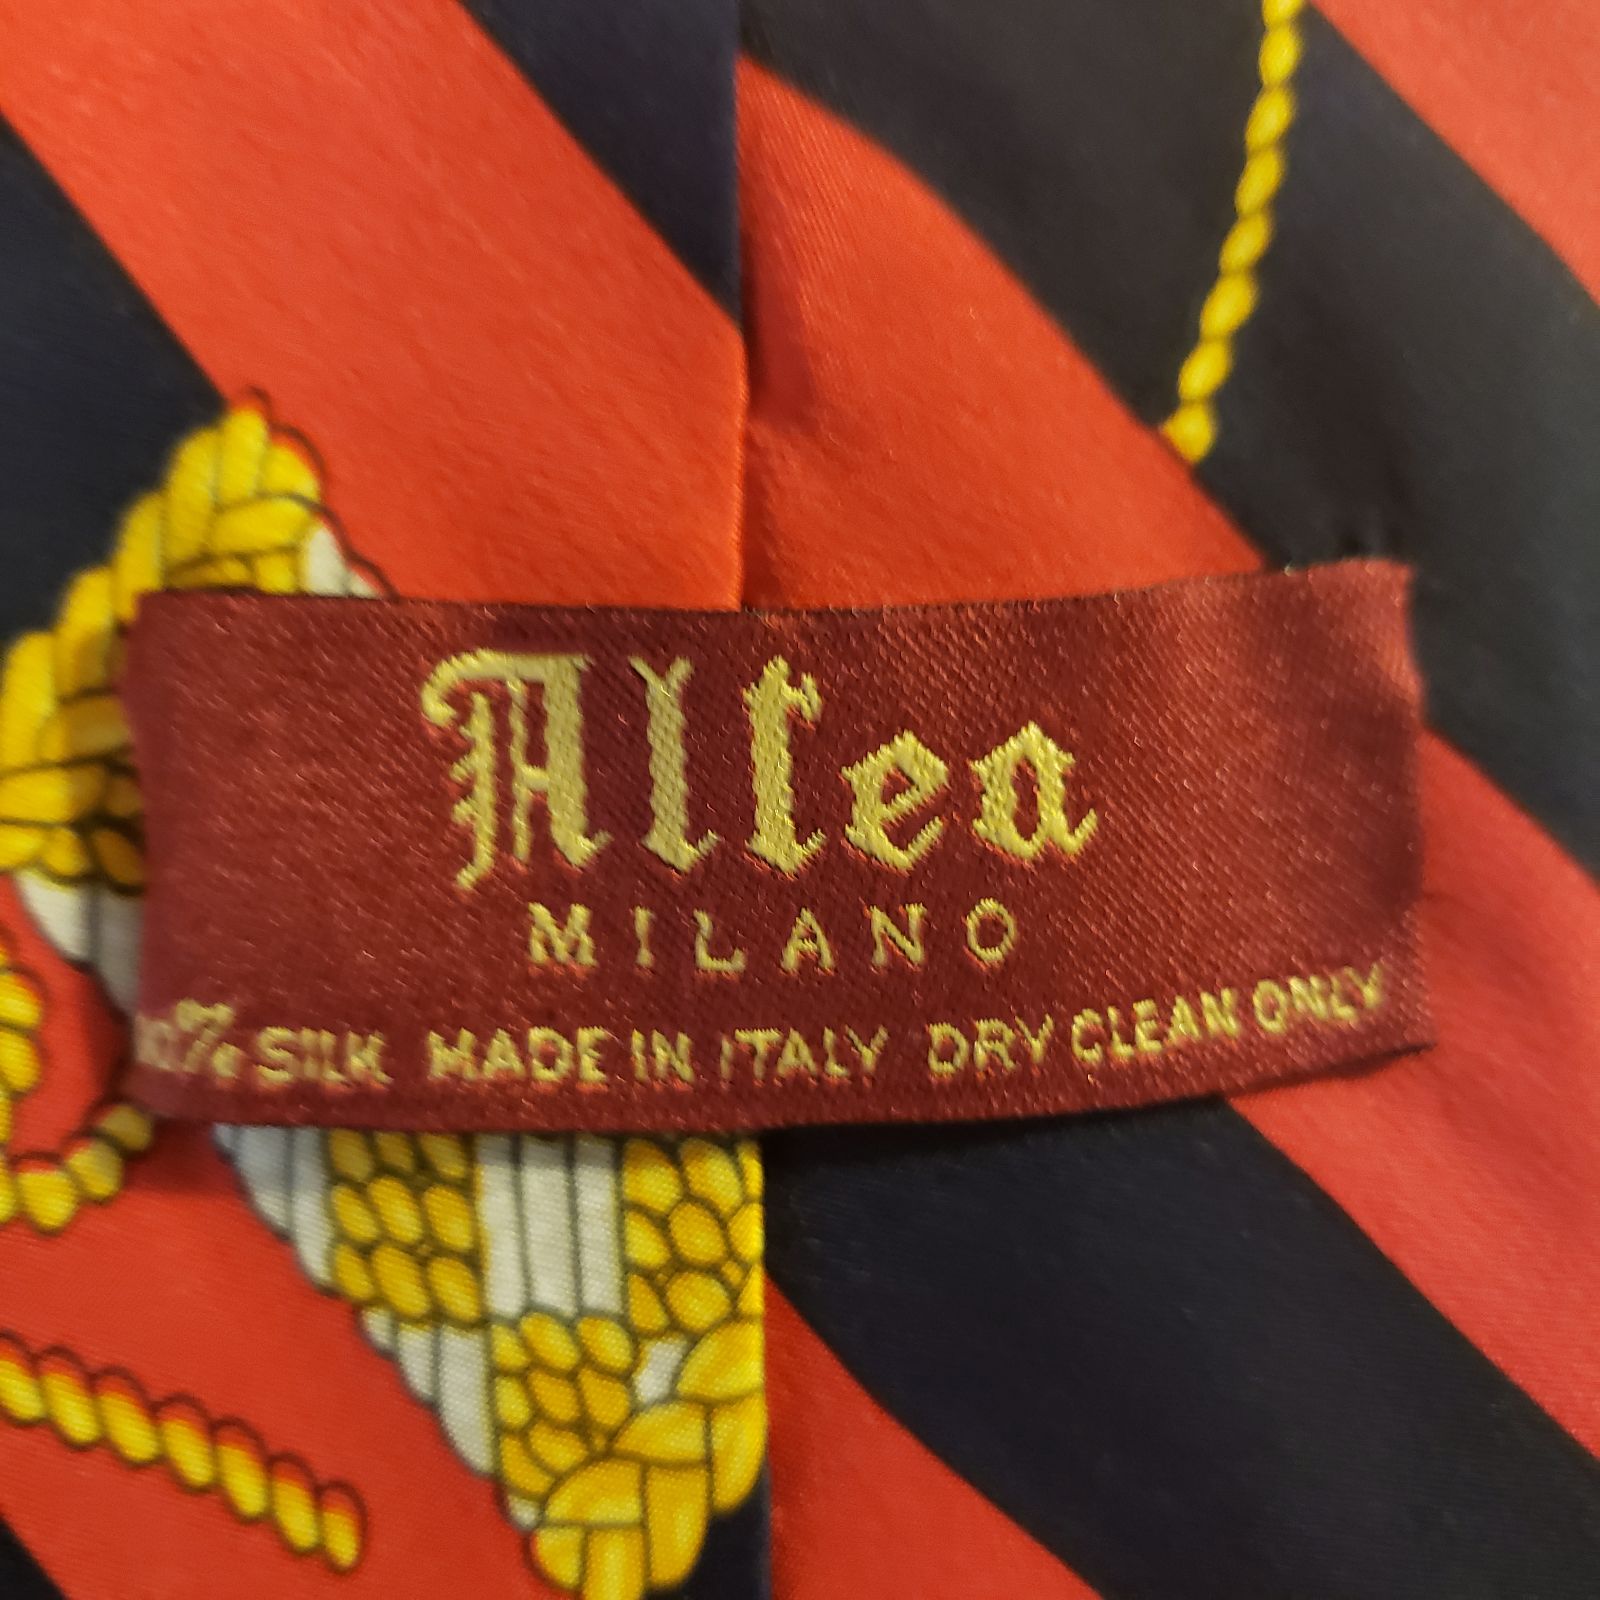 Altea
MILANO
% SILK MADE IN ITALY DRY CLEAN ONLY